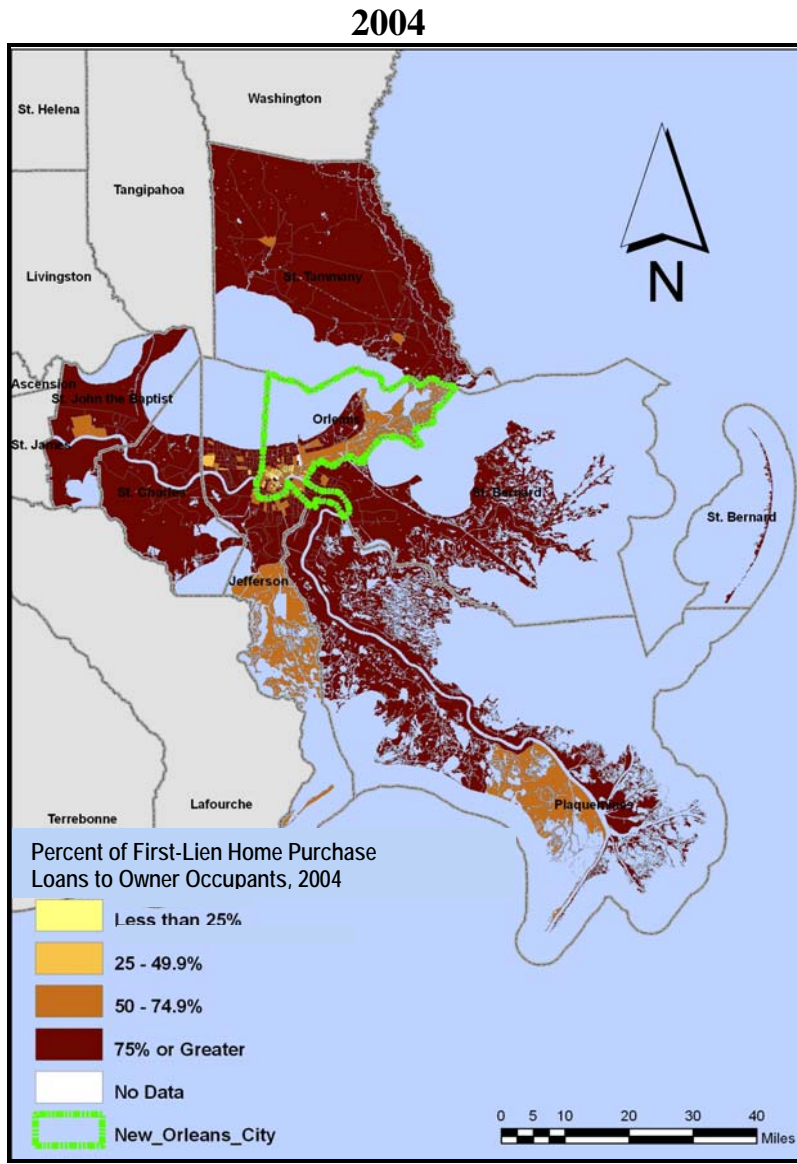 2004
Washington
St. Helena
Tangipahoa
Livingston
St. Tammany
N
Ascension
St. John the Baptist
Orleans
St. James
St. Charles
St. Bernard
St. Bernard
Jefferson
Lafourche
Plaquemines
Terrebonne
Percent of First-Lien Home Purchase
Loans to Owner Occupants, 2004
Less than 25%
25 - 49.9%
50 - 74.9%
75% or Greater
No Data
New_Orleans_City
0 5 10 20 30 40
Miles